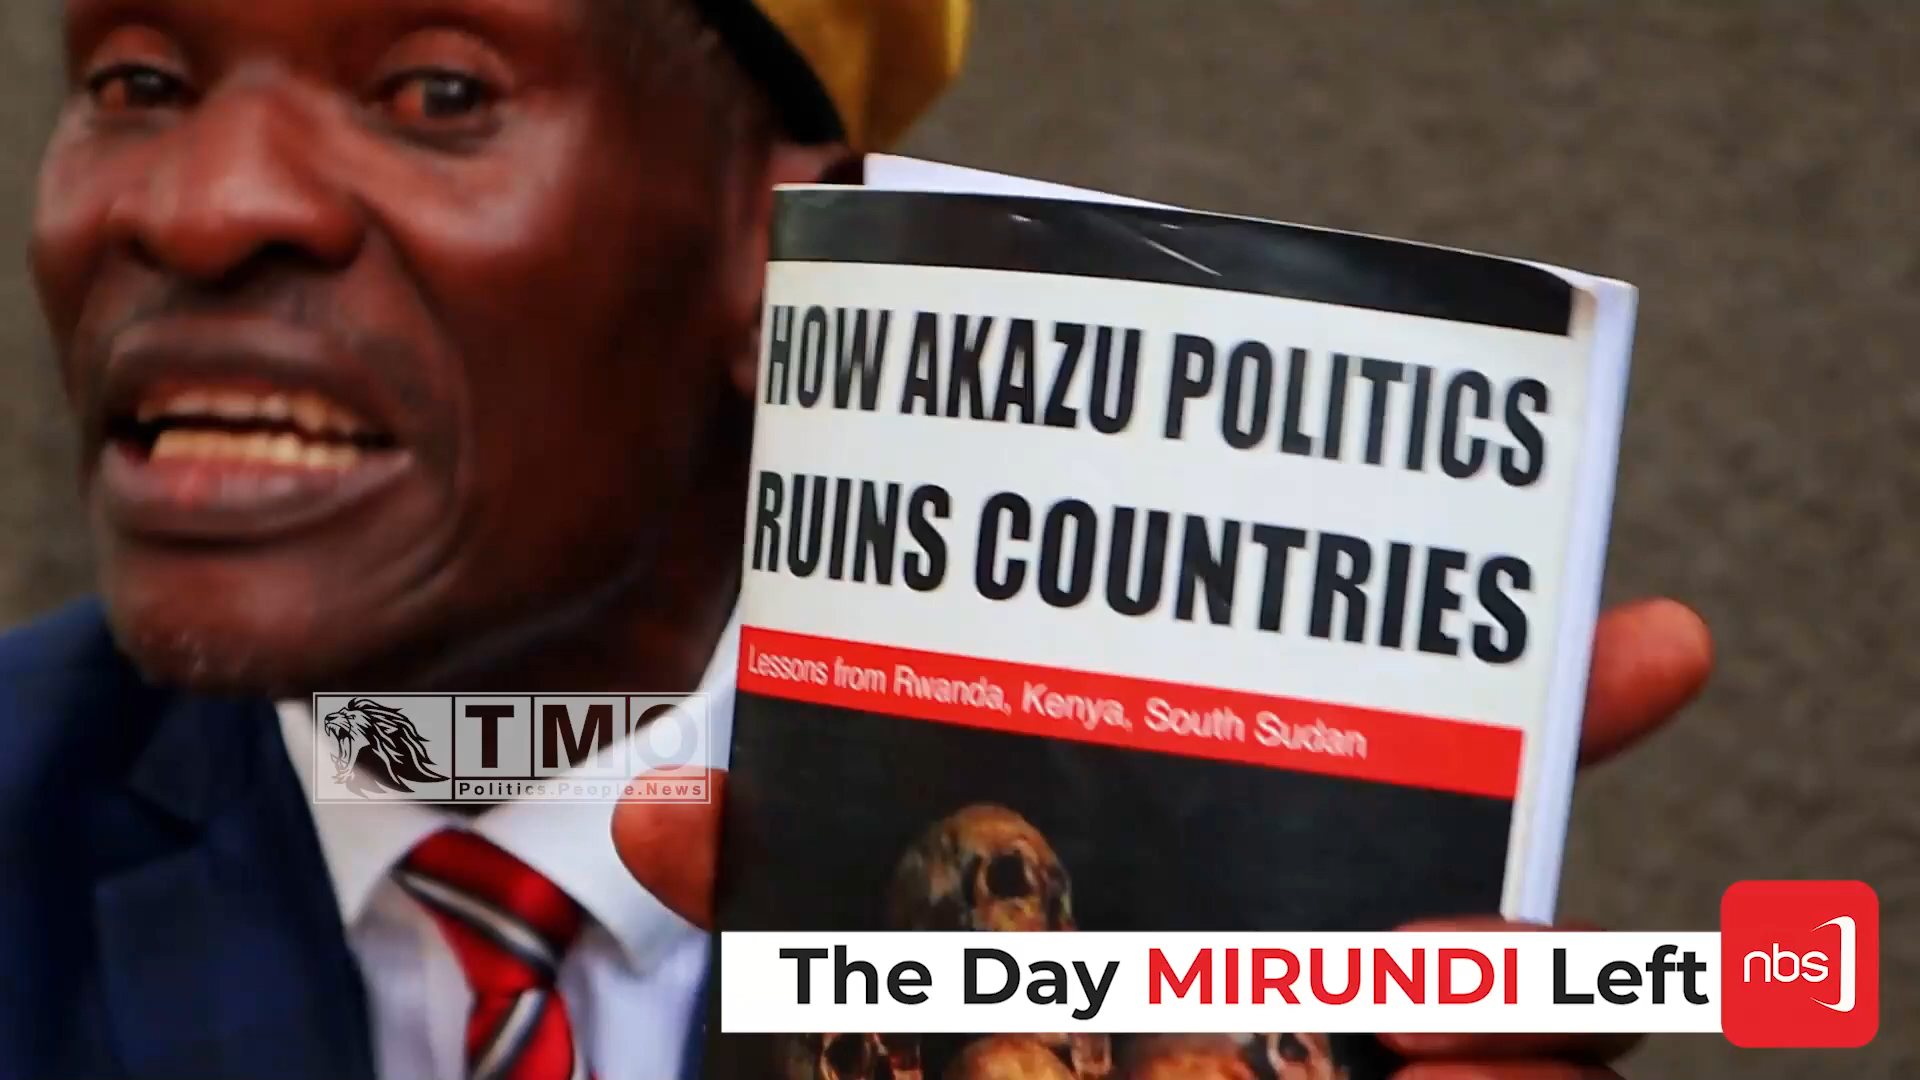 HOW AKAZU POLITICS
RUINS COUNTRIES
Lessons from Rwanda, Kenya, South Sudan
TMO
Politics.People.News
The Day MIRUNDI Left
nbs